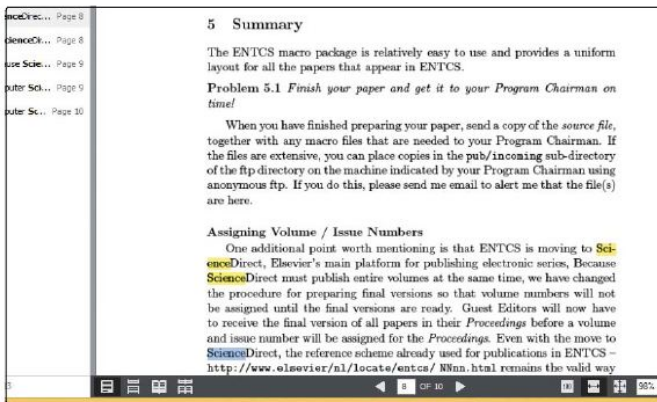 enceDirec... Page 8
cienceDir... Page 8
use Scie... Page 9
puter Sci... Page 9
puter Sc... Page 10
5 Summary
The ENTCS macro package is relatively easy to use and provides a uniform
layout for all the papers that appear in ENTCS.
Problem 5.1 Finish your paper and get it to your Program Chairman on
time!
When you have finished preparing your paper, send a copy of the source file,
together with any macro files that are needed to your Program Chairman. If
the files are extensive, you can place copies in the pub/incoming sub-directory
of the ftp directory on the machine indicated by your Program Chairman using
anonymous ftp. If you do this, please send me email to alert me that the file(s)
are here.
Assigning Volume / Issue Numbers
One additional point worth mentioning is that ENTCS is moving to Sci-
enceDirect, Elsevier's main platform for publishing electronic series, Because
ScienceDirect must publish entire volumes at the same time, we have changed
the procedure for preparing final versions so that volume numbers will not
be assigned until the final versions are ready. Guest Editors will now have
to receive the final version of all papers in their Proceedings before a volume
and issue number will be assigned for the Proceedings. Even with the move to
ScienceDirect, the reference scheme already used for publications in ENTCS –
http://www.elsevier/nl/locate/entcs/ NNnn.html remains the valid way
8 OF 10
98%